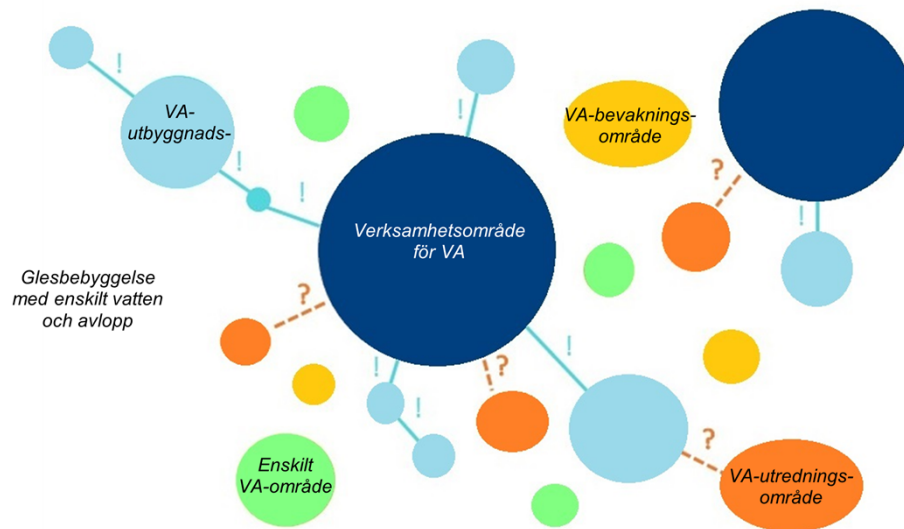 !
VA-
utbyggnads-
!
!
!
VA-bevaknings-
område
?
!
Verksamhetsområde
för VA
Glesbebyggelse
med enskilt vatten
och avlopp
?
!
!
?
!
?
Enskilt
VA-område
VA-utrednings-
område